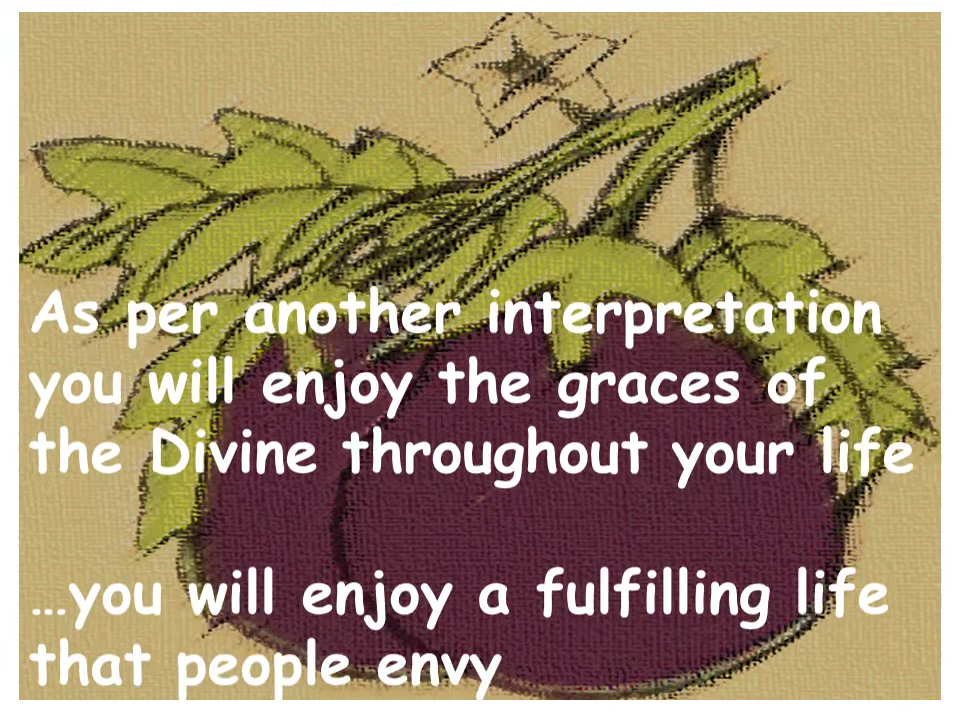 As per another interpretation
you will enjoy the graces of
the Divine throughout your life
…you will enjoy a fulfilling life
that people envy